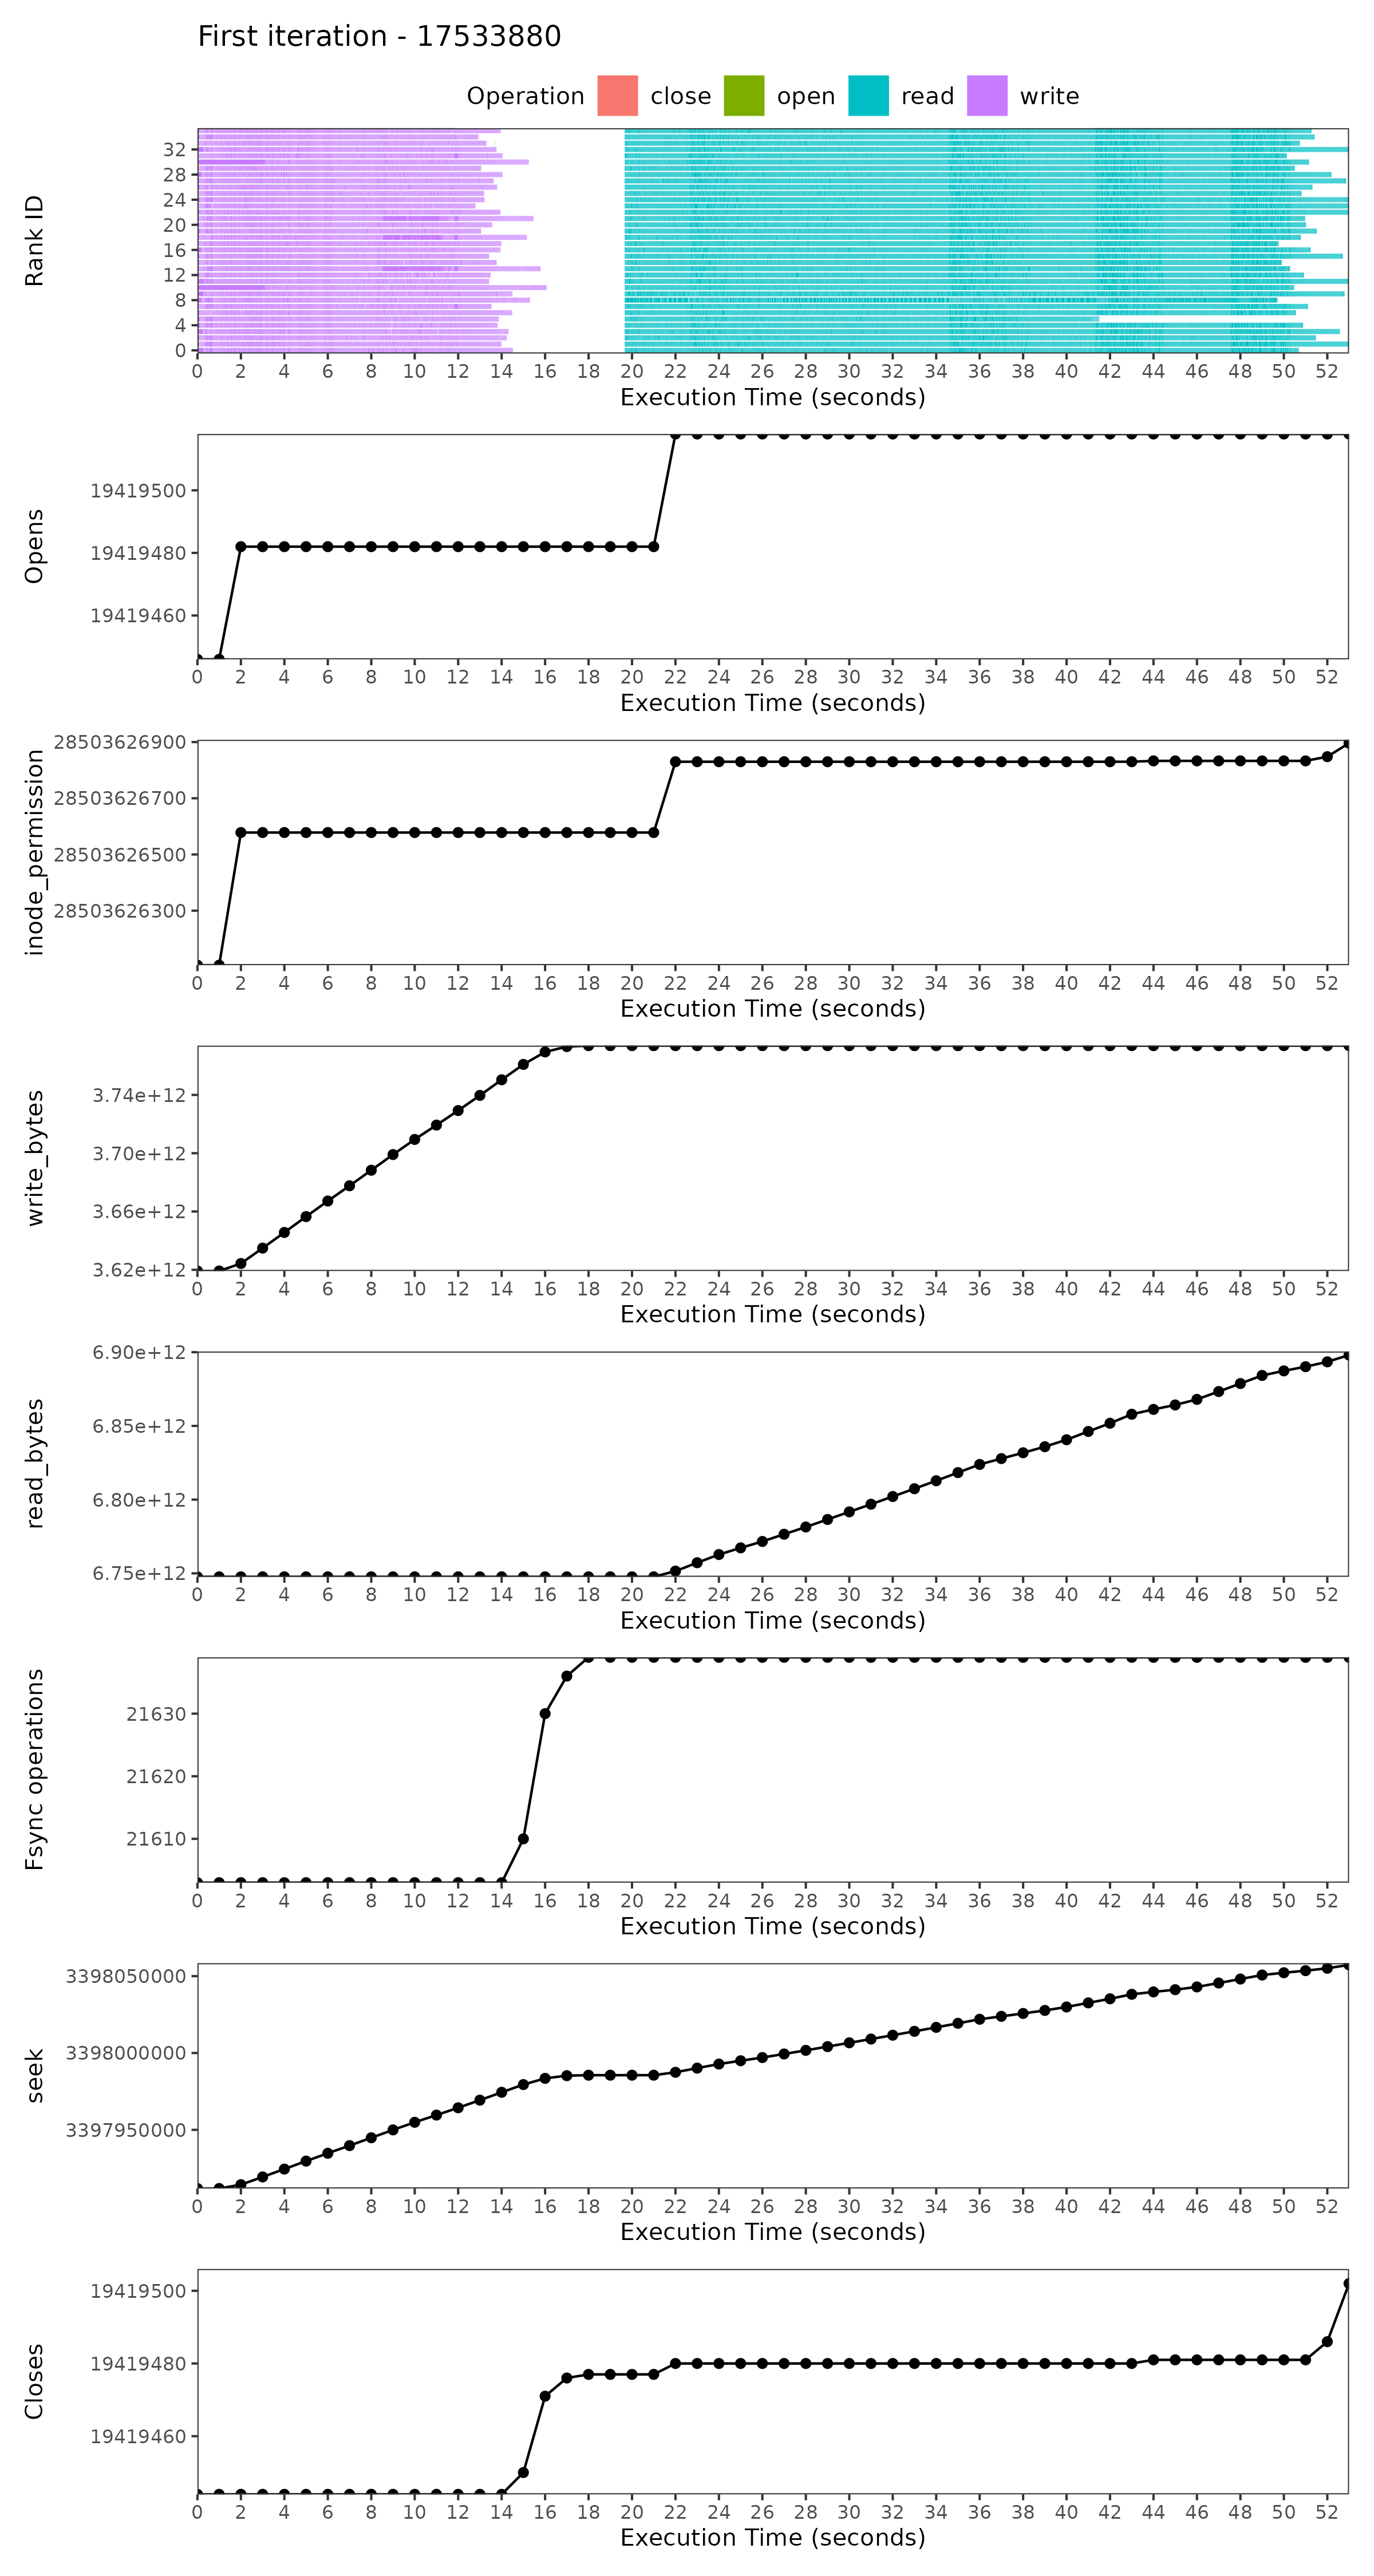 First iteration - 17533880
Operation close open read write
Rank ID
32
28
24
20
16
12
8
4
0
0 2 4 6 8 10 12 14 16 18 20 22 24 26 28 30 32 34 36 38 40 42 44 46 48 50 52
Execution Time (seconds)
Opens
19419500
19419480
19419460
0 2 4 6 8 10 12 14 16 18 20 22 24 26 28 30 32 34 36 38 40 42 44 46 48 50 52
Execution Time (seconds)
inode_permission
28503626900
28503626700
28503626500
28503626300
0 2 4 6 8 10 12 14 16 18 20 22 24 26 28 30 32 34 36 38 40 42 44 46 48 50 52
Execution Time (seconds)
write_bytes
3.74e+12
3.70e+12
3.66e+12
3.62e+12
0 2 4 6 8 10 12 14 16 18 20 22 24 26 28 30 32 34 36 38 40 42 44 46 48 50 52
Execution Time (seconds)
read_bytes
6.90e+12
6.85e+12
6.80e+12
6.75e+12
0 2 4 6 8 10 12 14 16 18 20 22 24 26 28 30 32 34 36 38 40 42 44 46 48 50 52
Execution Time (seconds)
Fsync operations
21630
21620
21610
0 2 4 6 8 10 12 14 16 18 20 22 24 26 28 30 32 34 36 38 40 42 44 46 48 50 52
Execution Time (seconds)
seek
3398050000
3398000000
3397950000
0 2 4 6 8 10 12 14 16 18 20 22 24 26 28 30 32 34 36 38 40 42 44 46 48 50 52
Execution Time (seconds)
Closes
19419500
19419480
19419460
0 2 4 6 8 10 12 14 16 18 20 22 24 26 28 30 32 34 36 38 40 42 44 46 48 50 52
Execution Time (seconds)